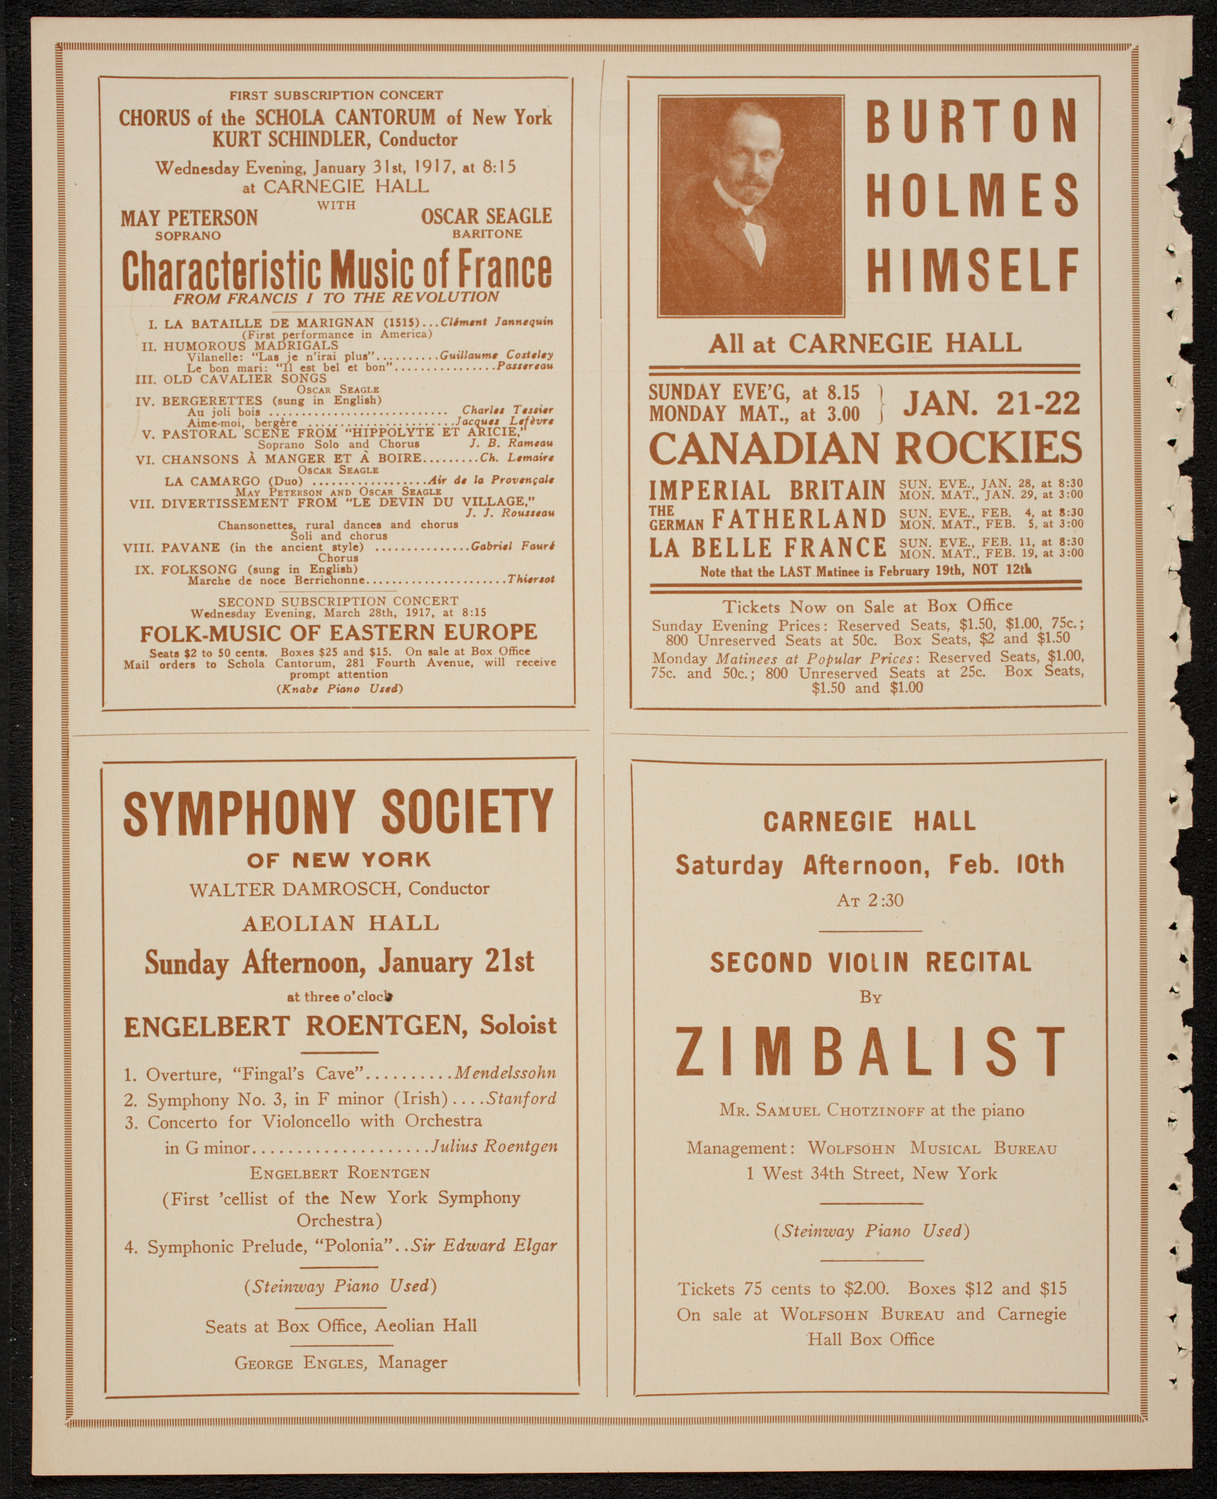 FIRST SUBSCRIPTION CONCERT
CHORUS of the SCHOLA CANTORUM of New York
KURT SCHINDLER, Conductor
Wednesday Evening, January 31st, 1917, at 8:15
at CARNEGIE HALL
WITH
MAY PETERSON OSCAR SEAGLE
SOPRANO BARITONE
Characteristic Music of France
FROM FRANCIS I TO THE REVOLUTION
I. LA BATAILLE DE MARIGNAN (1515)...Clément Jannequin
(First performance in America)
II. HUMOROUS MADRIGALS
Vilanelle: "Las je n'irai plus"..........Guillaume Costeley
Le bon mari: "Il est bel et bon"................Passereau
III. OLD CAVALIER SONGS
OSCAR SEAGLE
IV. BERGERETTES (sung in English)
Au joli bois ............................ Charles Tessier
Aime-moi, bergère .......................Jacques Lefèvre
V. PASTORAL SCENE FROM "HIPPOLYTE ET ARICIE,"
Soprano Solo and Chorus J. B. Rameau
VI. CHANSONS À MANGER ET À BOIRE.........Ch. Lemaire
OSCAR SEAGLE
LA CAMARGO (Duo) .................Air de la Provençale
MAY PETERSON AND OSCAR SEAGLE
VII. DIVERTISSEMENT FROM "LE DEVIN DU VILLAGE,"
J. J. Rousseau
Chansonettes, rural dances and chorus
Soli and chorus
VIII. PAVANE (in the ancient style) ...............Gabriel Fauré
Chorus
IX. FOLKSONG (sung in English)
Marche de noce Berrichonne......................Thiersot
SECOND SUBSCRIPTION CONCERT
Wednesday Evening, March 28th, 1917, at 8:15
FOLK-MUSIC OF EASTERN EUROPE
Seats $2 to 50 cents. Boxes $25 and $15. On sale at Box Office
Mail orders to Schola Cantorum, 281 Fourth Avenue, will receive
prompt attention
(Knabe Piano Used)
BURTON
HOLMES
HIMSELF
All at CARNEGIE HALL
SUNDAY EVE'G, at 8.15
MONDAY MAT., at 3.00 } JAN. 21-22
CANADIAN ROCKIES
IMPERIAL BRITAIN SUN. EVE., JAN. 28, at 8:30
MON. MAT., JAN. 29, at 3:00
THE GERMAN FATHERLAND SUN. EVE., FEB. 4, at 8:30
MON. MAT., FEB. 5, at 3:00
LA BELLE FRANCE SUN. EVE., FEB. 11, at 8:30
MON. MAT., FEB. 19, at 3:00
Note that the LAST Matinee is February 19th, NOT 12th
Tickets Now on Sale at Box Office
Sunday Evening Prices: Reserved Seats, $1.50, $1.00, 75c.;
800 Unreserved Seats at 50c. Box Seats, $2 and $1.50
Monday Matinees at Popular Prices: Reserved Seats, $1.00,
75c. and 50c.; 800 Unreserved Seats at 25c. Box Seats,
$1.50 and $1.00
SYMPHONY SOCIETY
OF NEW YORK
WALTER DAMROSCH, Conductor
AEOLIAN HALL
Sunday Afternoon, January 21st
at three o'clock
ENGELBERT ROENTGEN, Soloist
1. Overture, "Fingal's Cave"..........Mendelssohn
2. Symphony No. 3, in F minor (Irish)....Stanford
3. Concerto for Violoncello with Orchestra
in G minor....................Julius Roentgen
ENGELBERT ROENTGEN
(First 'cellist of the New York Symphony
Orchestra)
4. Symphonic Prelude, "Polonia"..Sir Edward Elgar
(Steinway Piano Used)
Seats at Box Office, Aeolian Hall
GEORGE ENGLES, Manager
CARNEGIE HALL
Saturday Afternoon, Feb. 10th
AT 2:30
SECOND VIOLIN RECITAL
BY
ZIMBALIST
MR. SAMUEL CHOTZINOFF at the piano
Management: WOLFSOHN MUSICAL BUREAU
1 West 34th Street, New York
(Steinway Piano Used)
Tickets 75 cents to $2.00. Boxes $12 and $15
On sale at WOLFSOHN BUREAU and Carnegie
Hall Box Office